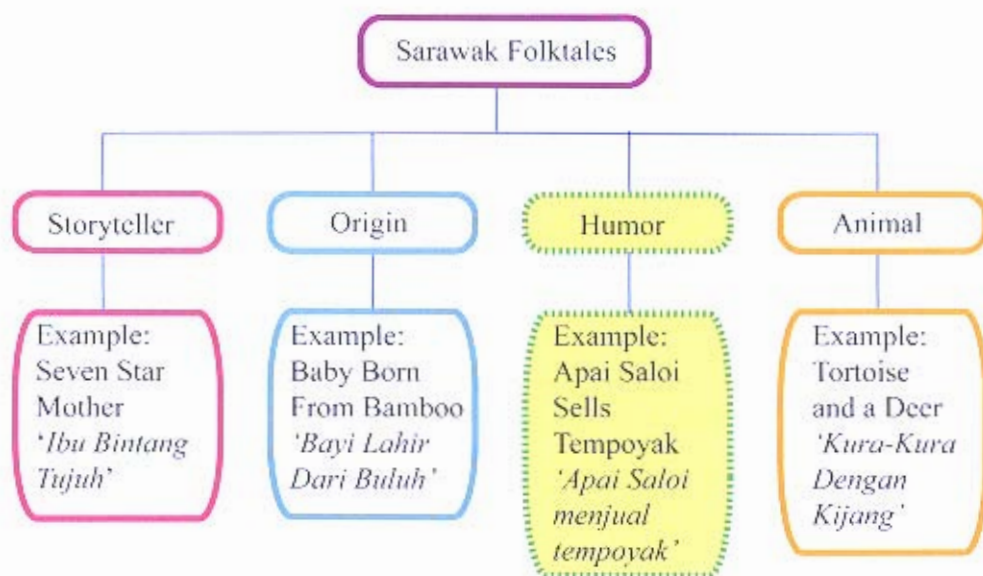 Sarawak Folktales
Storyteller
Origin
Humor
Animal
Example:
Seven Star
Mother
‘Ibu Bintang
Tujuh’
Example:
Baby Born
From Bamboo
‘Bayi Lahir
Dari Buluh’
Example:
Apai Saloi
Sells
Tempoyak
‘Apai Saloi
menjual
tempoyak’
Example:
Tortoise
and a Deer
‘Kura-Kura
Dengan
Kijang’